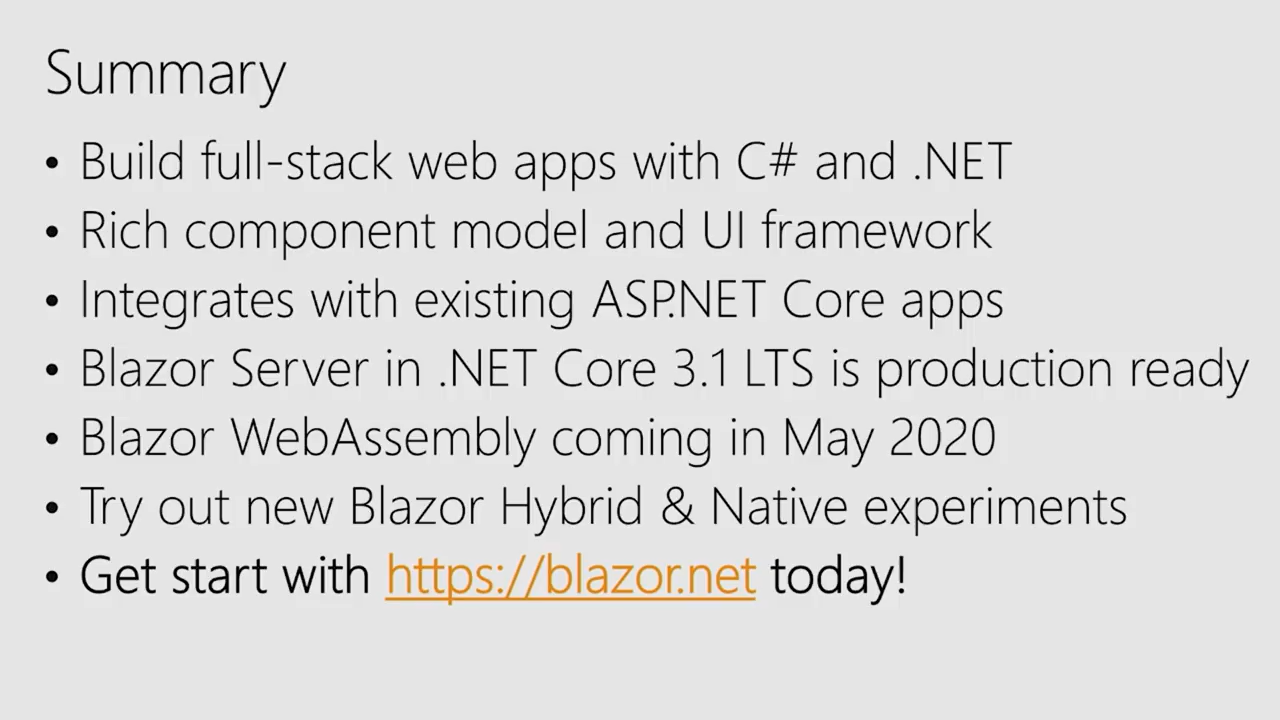 Summary
• Build full-stack web apps with C# and .NET
• Rich component model and UI framework
• Integrates with existing ASP.NET Core apps
• Blazor Server in .NET Core 3.1 LTS is production ready
• Blazor WebAssembly coming in May 2020
• Try out new Blazor Hybrid & Native experiments
• Get start with https://blazor.net today!